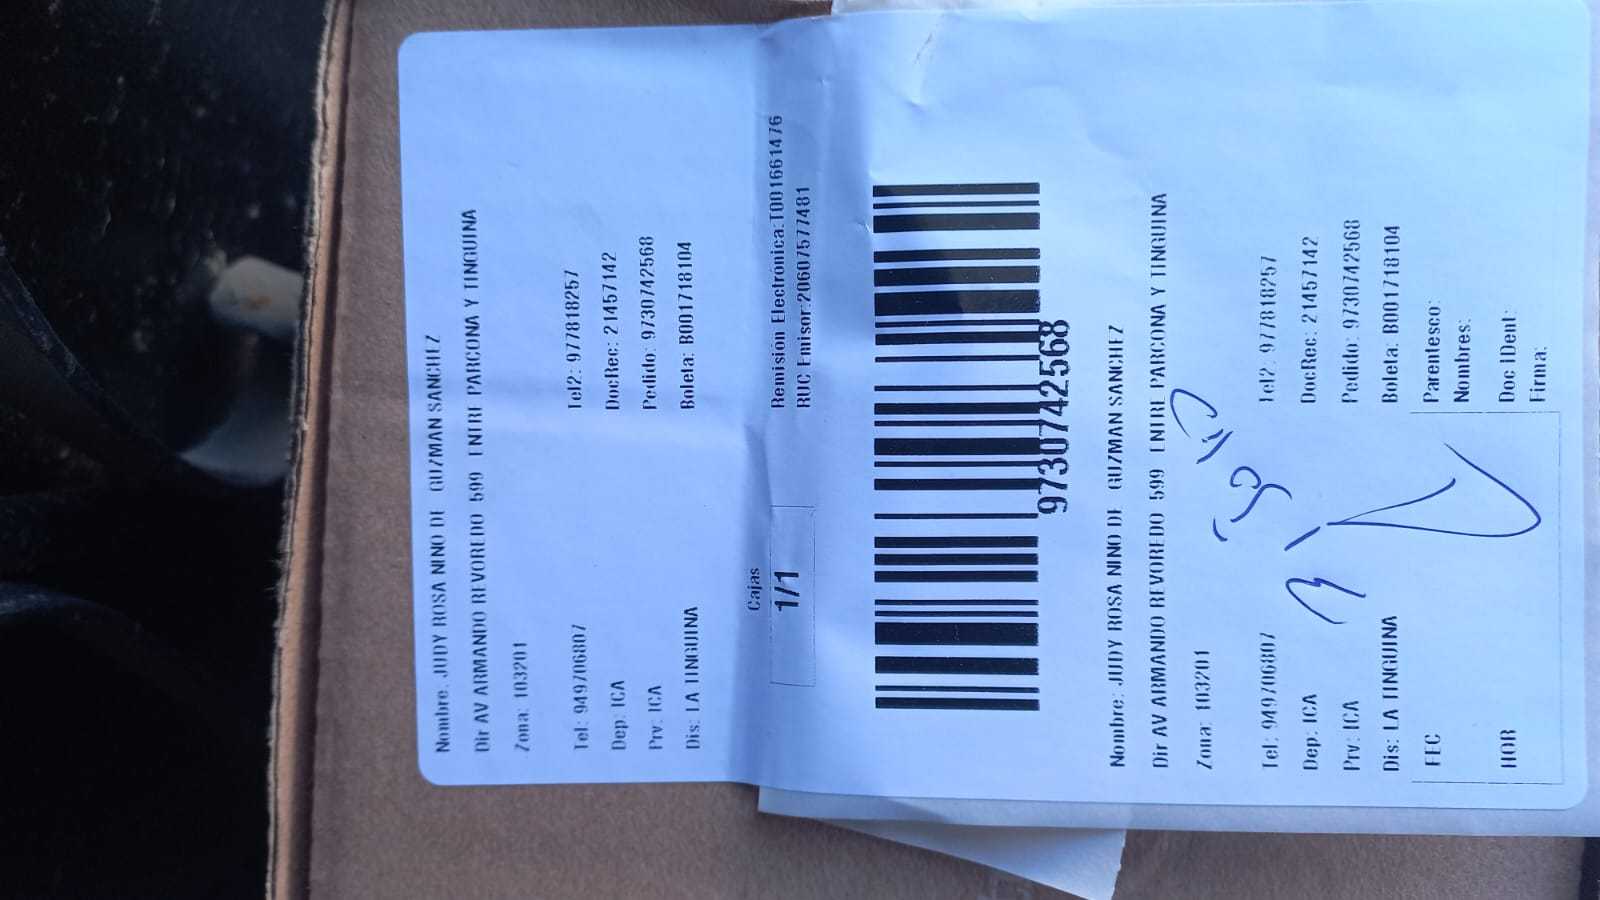 Nombre: JUDY ROSA NINO DE  GUZMAN SANCHEZ
Dir AV ARMANDO REVOREDO 599  ENTRE PARCONA Y TINGUINA
Zona: 103201
Tel: 949706807 Tel2: 977818257
Dep: ICA DocRec: 21457142
Prv: ICA Pedido: 9730742568
Dis: LA TINGUINA Boleta: B001718104
Cajas
1/1
Remisión Electrónica:T001661476
RUC Emisor:20607577481
9730742568
Nombre: JUDY ROSA NINO DE  GUZMAN SANCHEZ
Dir AV ARMANDO REVOREDO 599  ENTRE PARCONA Y TINGUINA
Zona: 103201
Tel: 949706807 Tel2: 977818257
Dep: ICA DocRec: 21457142
Prv: ICA Pedido: 9730742568
Dis: LA TINGUINA Boleta: B001718104
FEC Parentesco:
Nombres:
HOR Doc IDent:
Firma: